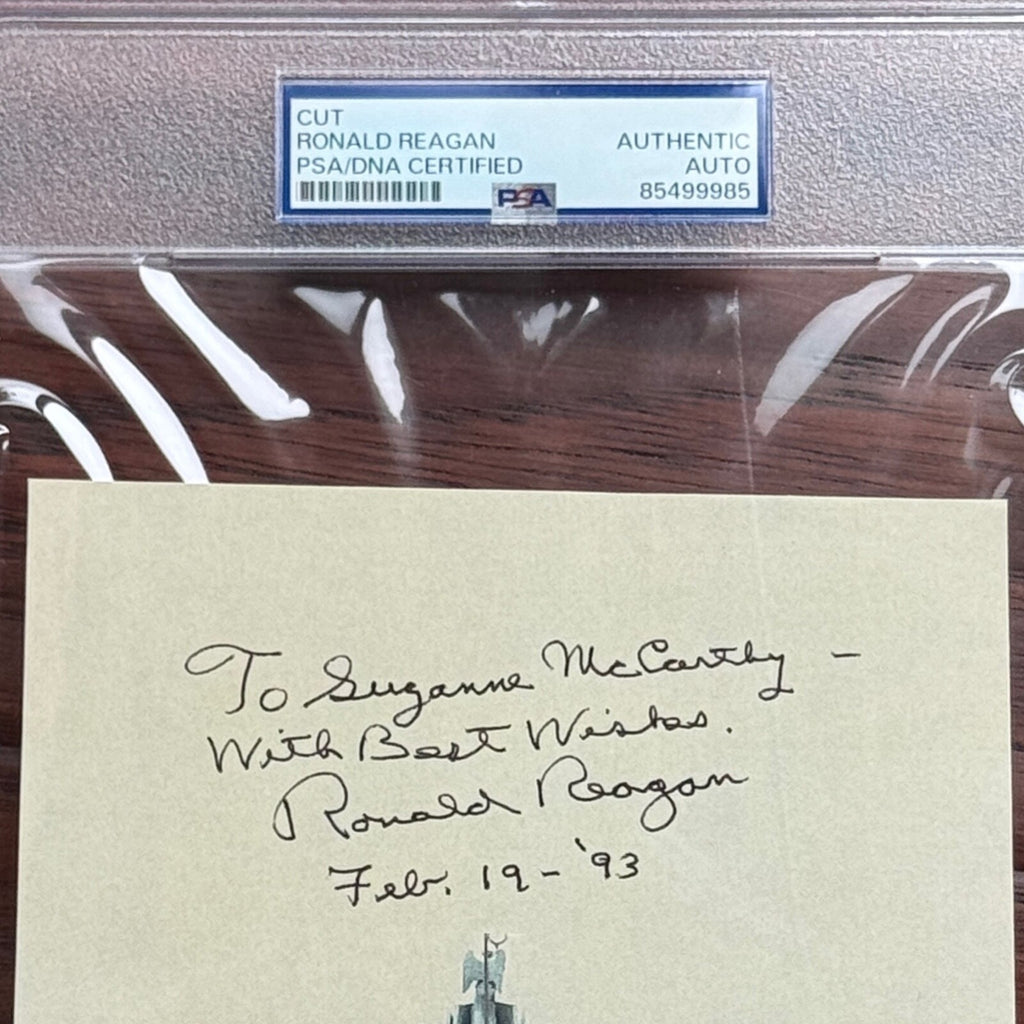 CUT
RONALD REAGAN AUTHENTIC
PSA/DNA CERTIFIED AUTO
PSA 85499985
To Suzanne McCarthy –
With Best Wishes.
Ronald Reagan
Feb. 19 – '93